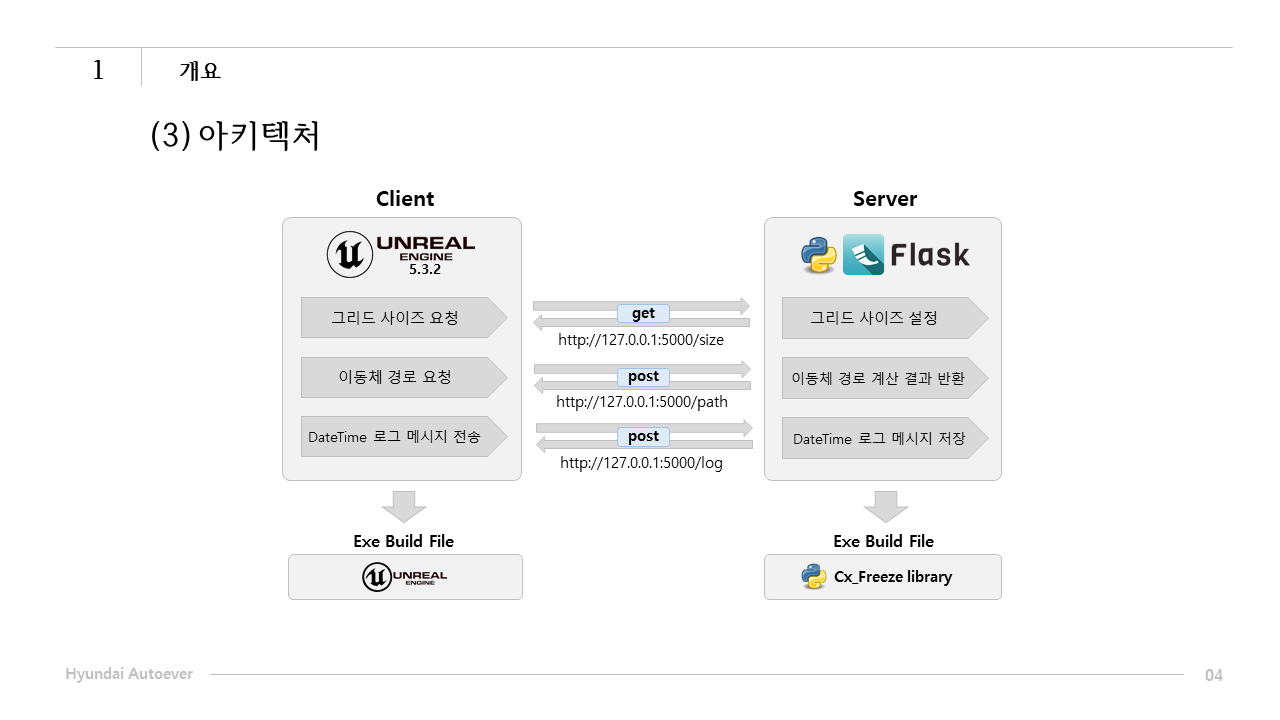 1
개요
(3) 아키텍처
Client
Server
UNREAL
ENGINE
5.3.2
Flask
그리드 사이즈 요청
get
http://127.0.0.1:5000/size
그리드 사이즈 설정
이동체 경로 요청
post
http://127.0.0.1:5000/path
이동체 경로 계산 결과 반환
DateTime 로그 메시지 전송
post
http://127.0.0.1:5000/log
DateTime 로그 메시지 저장
Exe Build File
Exe Build File
UNREAL
ENGINE
Cx_Freeze library
Hyundai Autoever
04